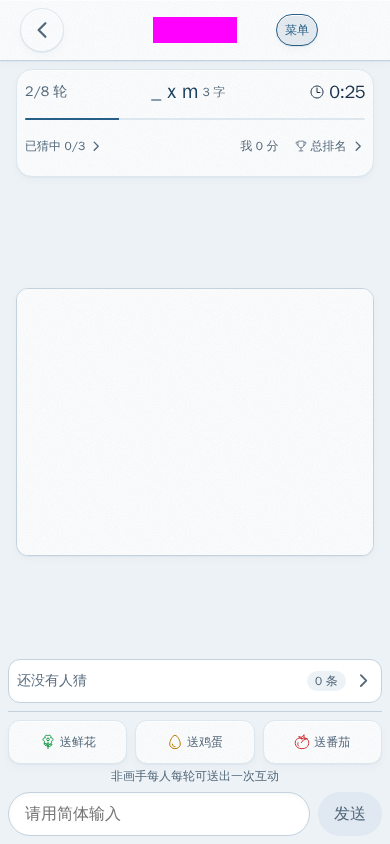 菜单
2/8 轮
_ x m 3 字
0:25
已猜中 0/3
我 0 分
总排名
还没有人猜
0 条
送鲜花
送鸡蛋
送番茄
非画手每人每轮可送出一次互动
请用简体输入
发送